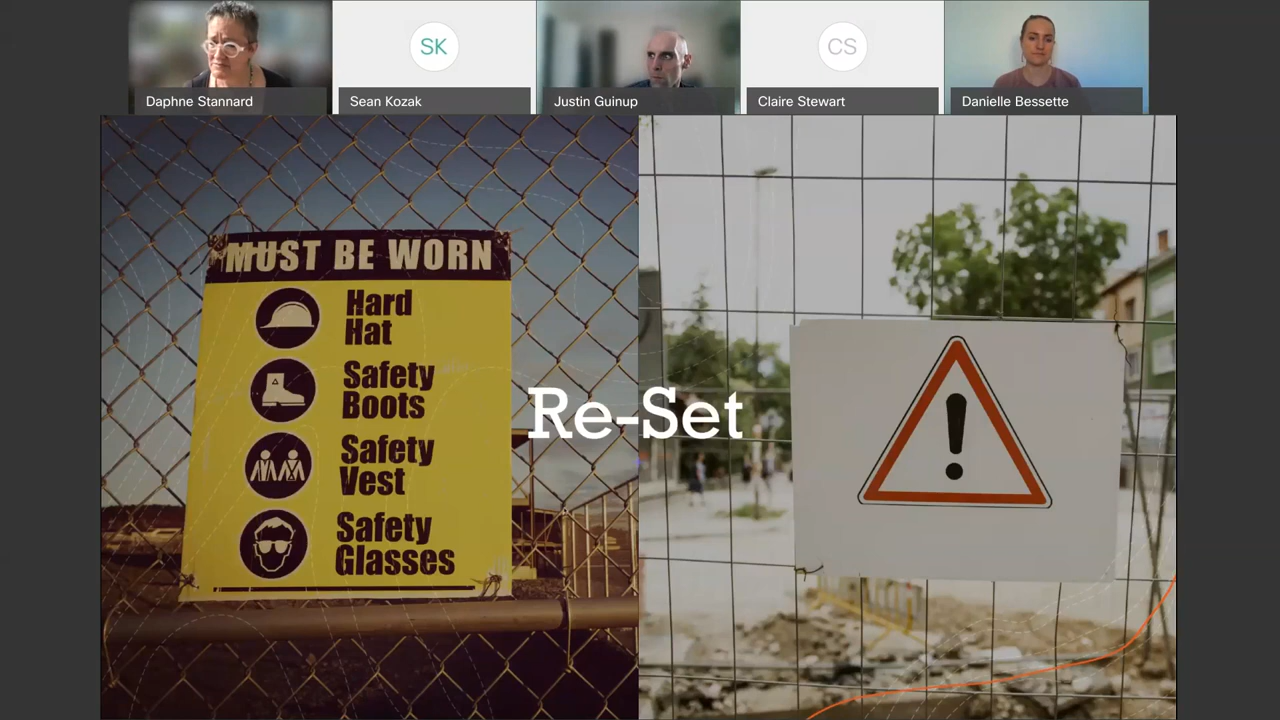 SK
CS
Daphne Stannard
Sean Kozak
Justin Guinup
Claire Stewart
Danielle Bessette
MUST BE WORN
Hard
Hat
Safety
Boots
Safety
Vest
Safety
Glasses
Re-Set
!